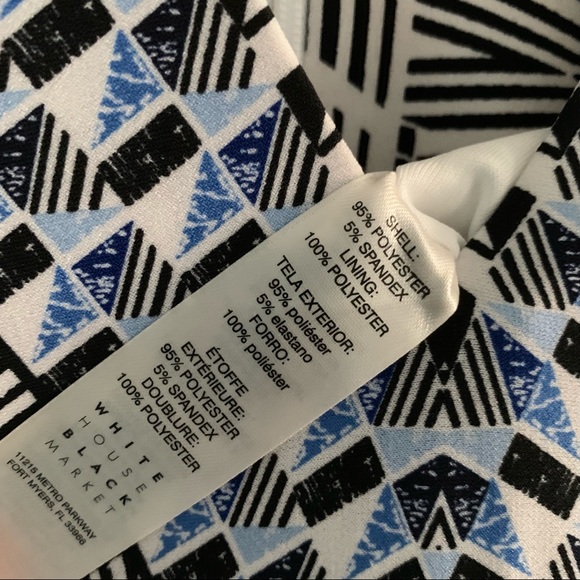 SHELL:
95% POLYESTER
5% SPANDEX
LINING:
100% POLYESTER
TELA EXTERIOR:
95% poliéster
5% elastano
FORRO:
100% poliéster
ÉTOFFE
EXTÉRIEURE:
95% POLYESTER
5% SPANDEX
DOUBLURE:
100% POLYESTER
WHITE
HOUSE
BLACK
MARKET
11215 METRO PARKWAY
FORT MYERS, FL 33966